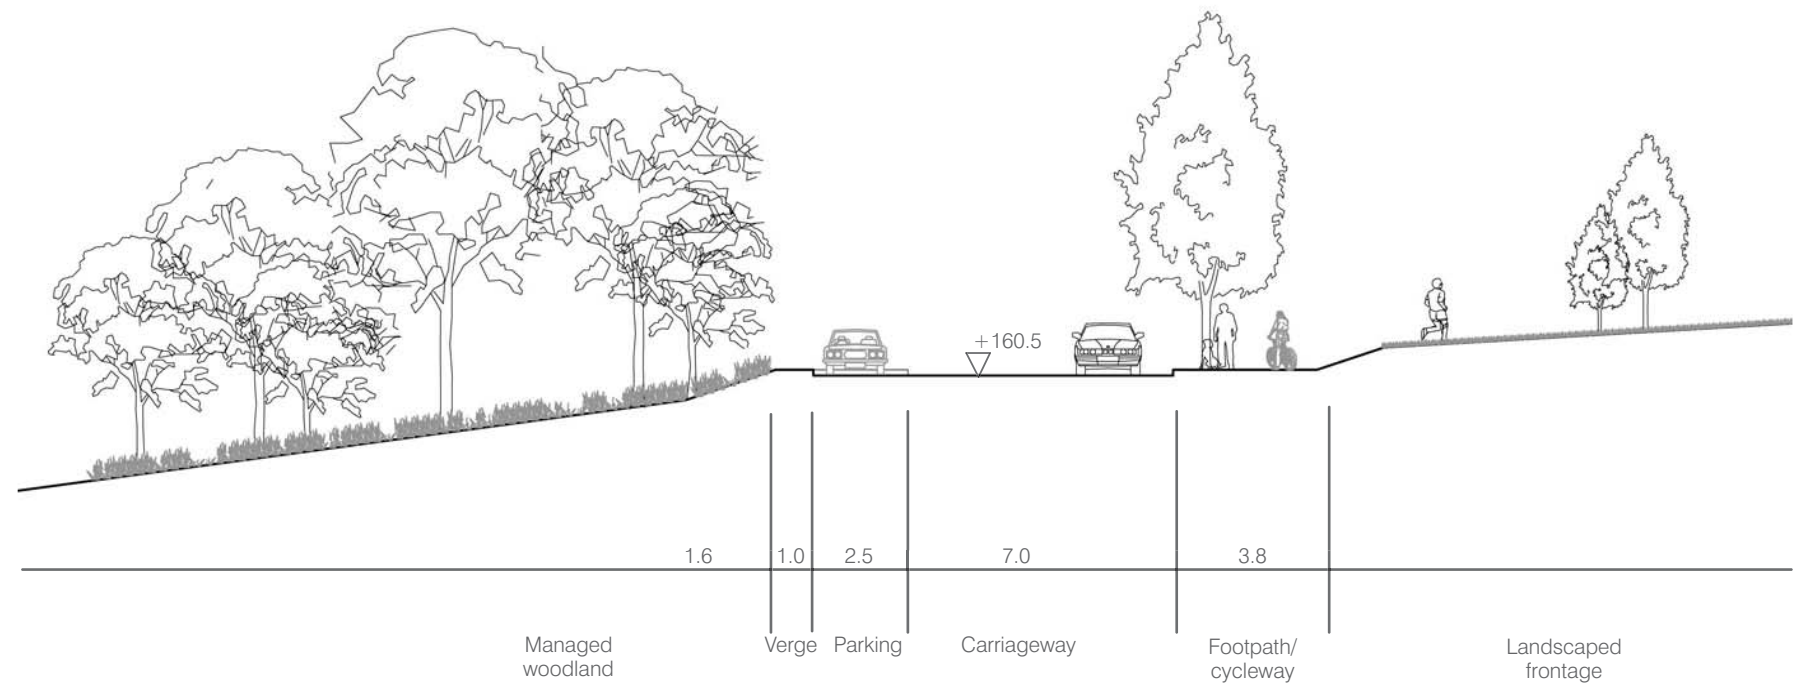 +160.5
1.6
1.0
2.5
7.0
3.8
Managed
woodland
Verge
Parking
Carriageway
Footpath/
cycleway
Landscaped
frontage